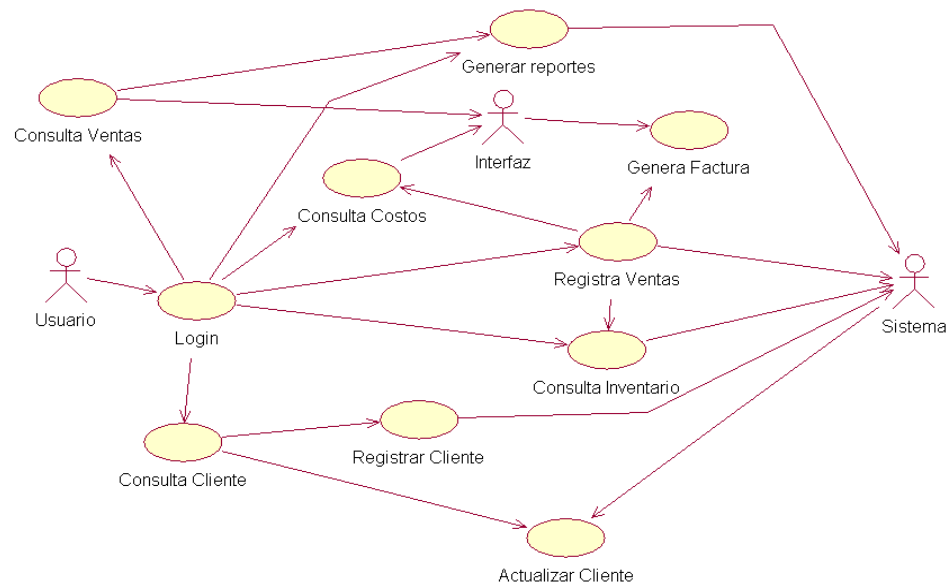 Generar reportes
Consulta Ventas
Interfaz
Genera Factura
Consulta Costos
Registra Ventas
Usuario
Sistema
Login
Consulta Inventario
Registrar Cliente
Consulta Cliente
Actualizar Cliente